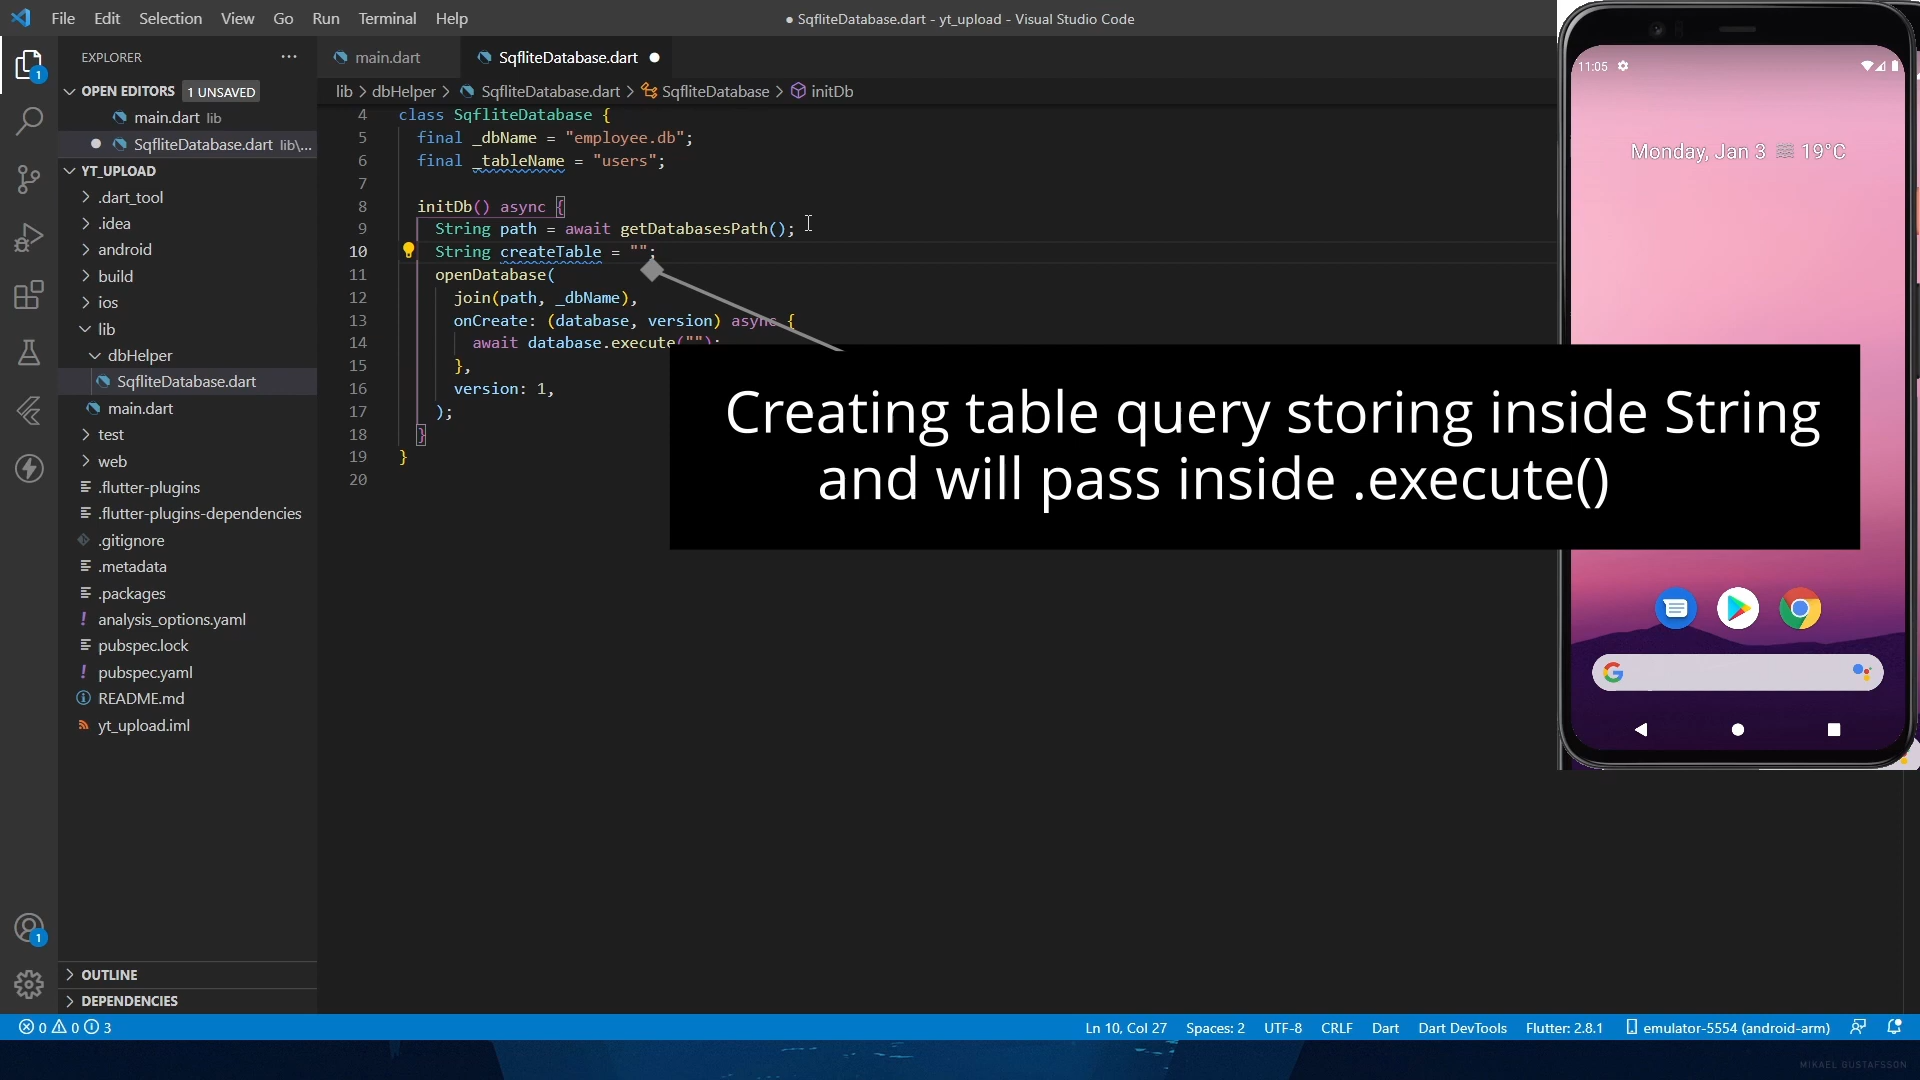 File Edit Selection View Go Run Terminal Help
● SqfliteDatabase.dart - yt_upload - Visual Studio Code
EXPLORER ···
OPEN EDITORS 1 UNSAVED
main.dart lib
SqfliteDatabase.dart lib\...
YT_UPLOAD
.dart_tool
.idea
android
build
ios
lib
dbHelper
SqfliteDatabase.dart
main.dart
test
web
.flutter-plugins
.flutter-plugins-dependencies
.gitignore
.metadata
.packages
analysis_options.yaml
pubspec.lock
pubspec.yaml
README.md
yt_upload.iml
OUTLINE
DEPENDENCIES
1
1
main.dart SqfliteDatabase.dart
lib > dbHelper > SqfliteDatabase.dart > SqfliteDatabase > initDb
4 class SqfliteDatabase {
5 final _dbName = "employee.db";
6 final _tableName = "users";
7
8 initDb() async {
9 String path = await getDatabasesPath();
10 String createTable = "";
11 openDatabase(
12 join(path, _dbName),
13 onCreate: (database, version) async {
14 await database.execute("");
15 },
16 version: 1,
17 );
18 }
19 }
20
Creating table query storing inside String
and will pass inside .execute()
11:05
Monday, Jan 3 19°C
0 0 3
Ln 10, Col 27 Spaces: 2 UTF-8 CRLF Dart Dart DevTools Flutter: 2.8.1 emulator-5554 (android-arm)
MIKAEL GUSTAFSSON